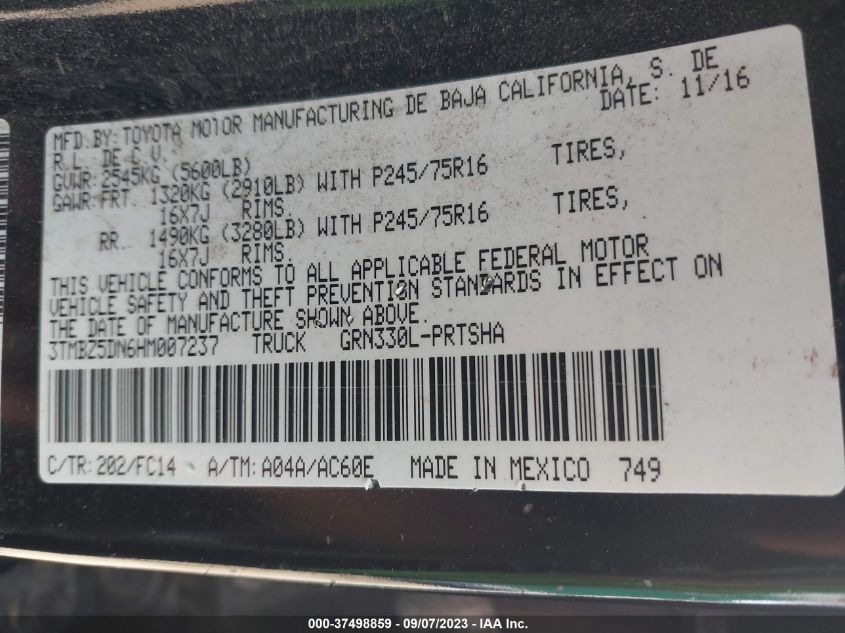 MFD.BY:TOYOTA MOTOR MANUFACTURING DE BAJA CALIFORNIA, S. DE
R.L. DE C.V. DATE: 11/16
GVWR:2545KG (5600LB)
GAWR:FRT. 1320KG (2910LB) WITH P245/75R16 TIRES,
16X7J RIMS.
RR. 1490KG (3280LB) WITH P245/75R16 TIRES,
16X7J RIMS.
THIS VEHICLE CONFORMS TO ALL APPLICABLE FEDERAL MOTOR
VEHICLE SAFETY AND THEFT PREVENTION STANDARDS IN EFFECT ON
THE DATE OF MANUFACTURE SHOWN ABOVE.
3TMBZ5DN6HM007237 TRUCK GRN330L-PRTSHA
C/TR:202/FC14 A/TM:A04A/AC60E MADE IN MEXICO 749
000-37498859 - 09/07/2023 - IAA Inc.